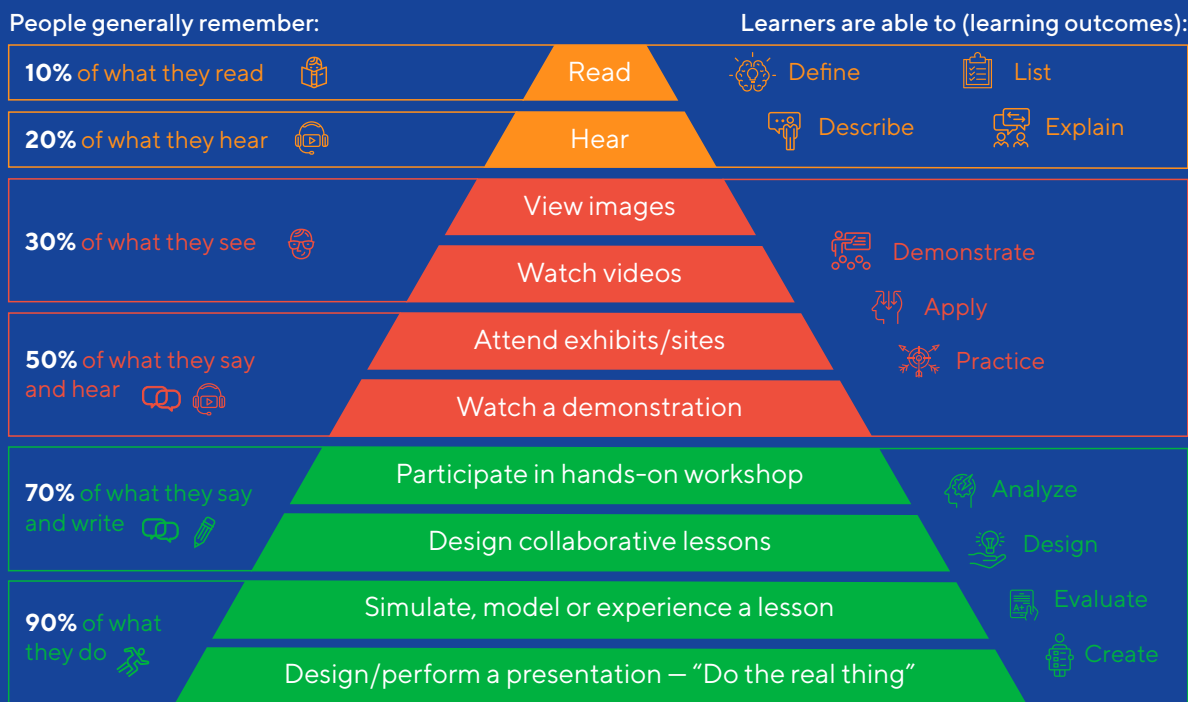 People generally remember:
Learners are able to (learning outcomes):
10% of what they read
Read
Define
List
20% of what they hear
Hear
Describe
Explain
30% of what they see
View images
Watch videos
Demonstrate
Apply
50% of what they say
and hear
Attend exhibits/sites
Watch a demonstration
Practice
70% of what they say
and write
Participate in hands-on workshop
Design collaborative lessons
Analyze
Design
90% of what
they do
Simulate, model or experience a lesson
Design/perform a presentation — “Do the real thing”
Evaluate
Create